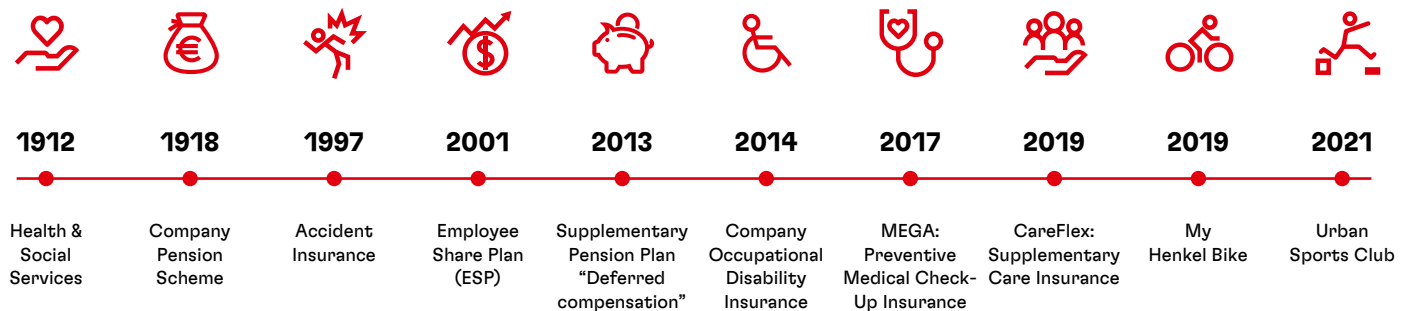 1912
Health &
Social
Services
1918
Company
Pension
Scheme
1997
Accident
Insurance
2001
Employee
Share Plan
(ESP)
2013
Supplementary
Pension Plan
“Deferred
compensation”
2014
Company
Occupational
Disability
Insurance
2017
MEGA:
Preventive
Medical Check-
Up Insurance
2019
CareFlex:
Supplementary
Care Insurance
2019
My
Henkel Bike
2021
Urban
Sports Club